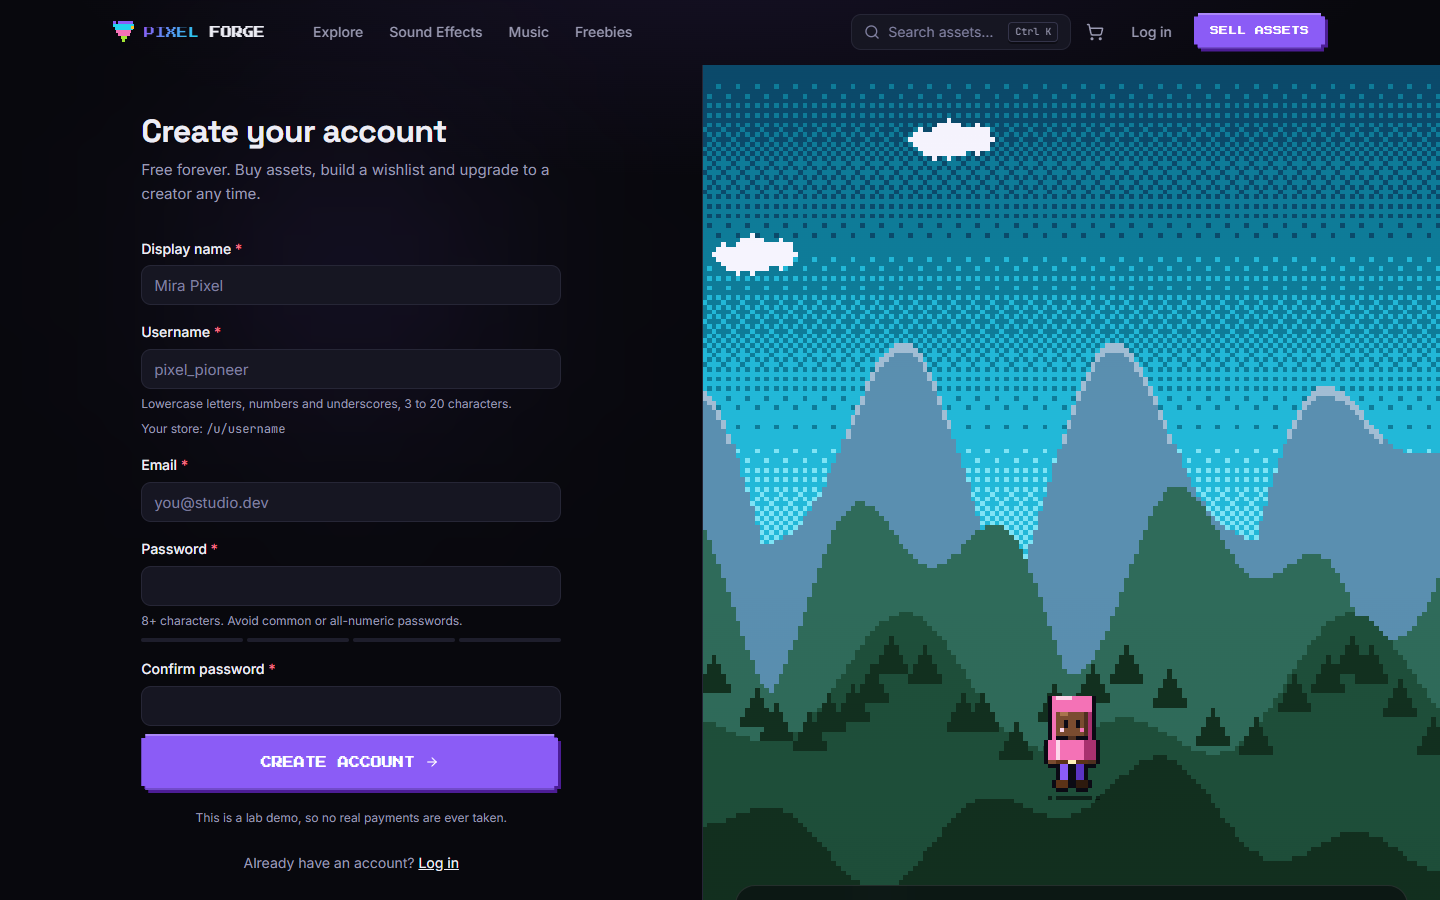 PIXEL FORGE
Explore
Sound Effects
Music
Freebies
Search assets...
Ctrl K
Log in
SELL ASSETS
Create your account
Free forever. Buy assets, build a wishlist and upgrade to a
creator any time.
Display name *
Mira Pixel
Username *
pixel_pioneer
Lowercase letters, numbers and underscores, 3 to 20 characters.
Your store: /u/username
Email *
you@studio.dev
Password *
8+ characters. Avoid common or all-numeric passwords.
Confirm password *
CREATE ACCOUNT →
This is a lab demo, so no real payments are ever taken.
Already have an account? Log in